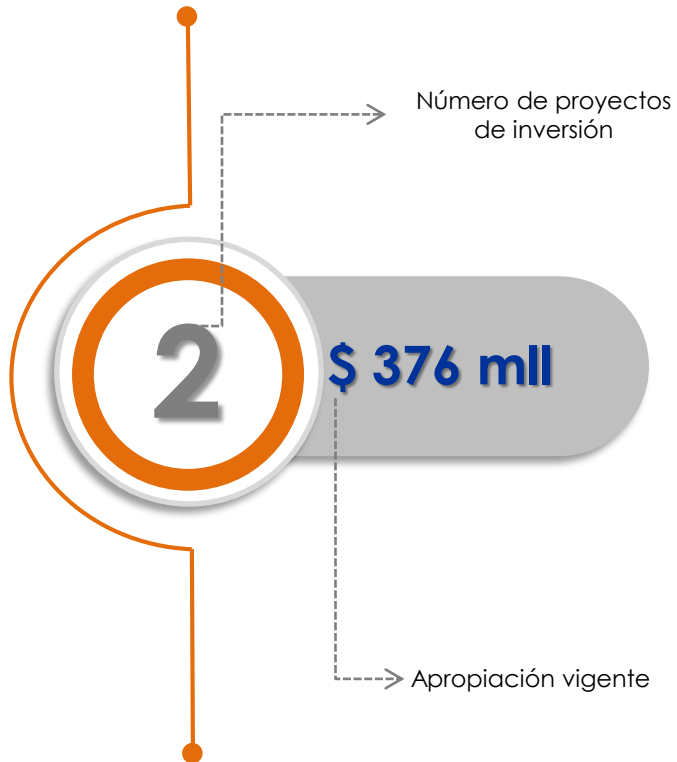 Número de proyectos
de inversión
2
$ 376 mll
Apropiación vigente